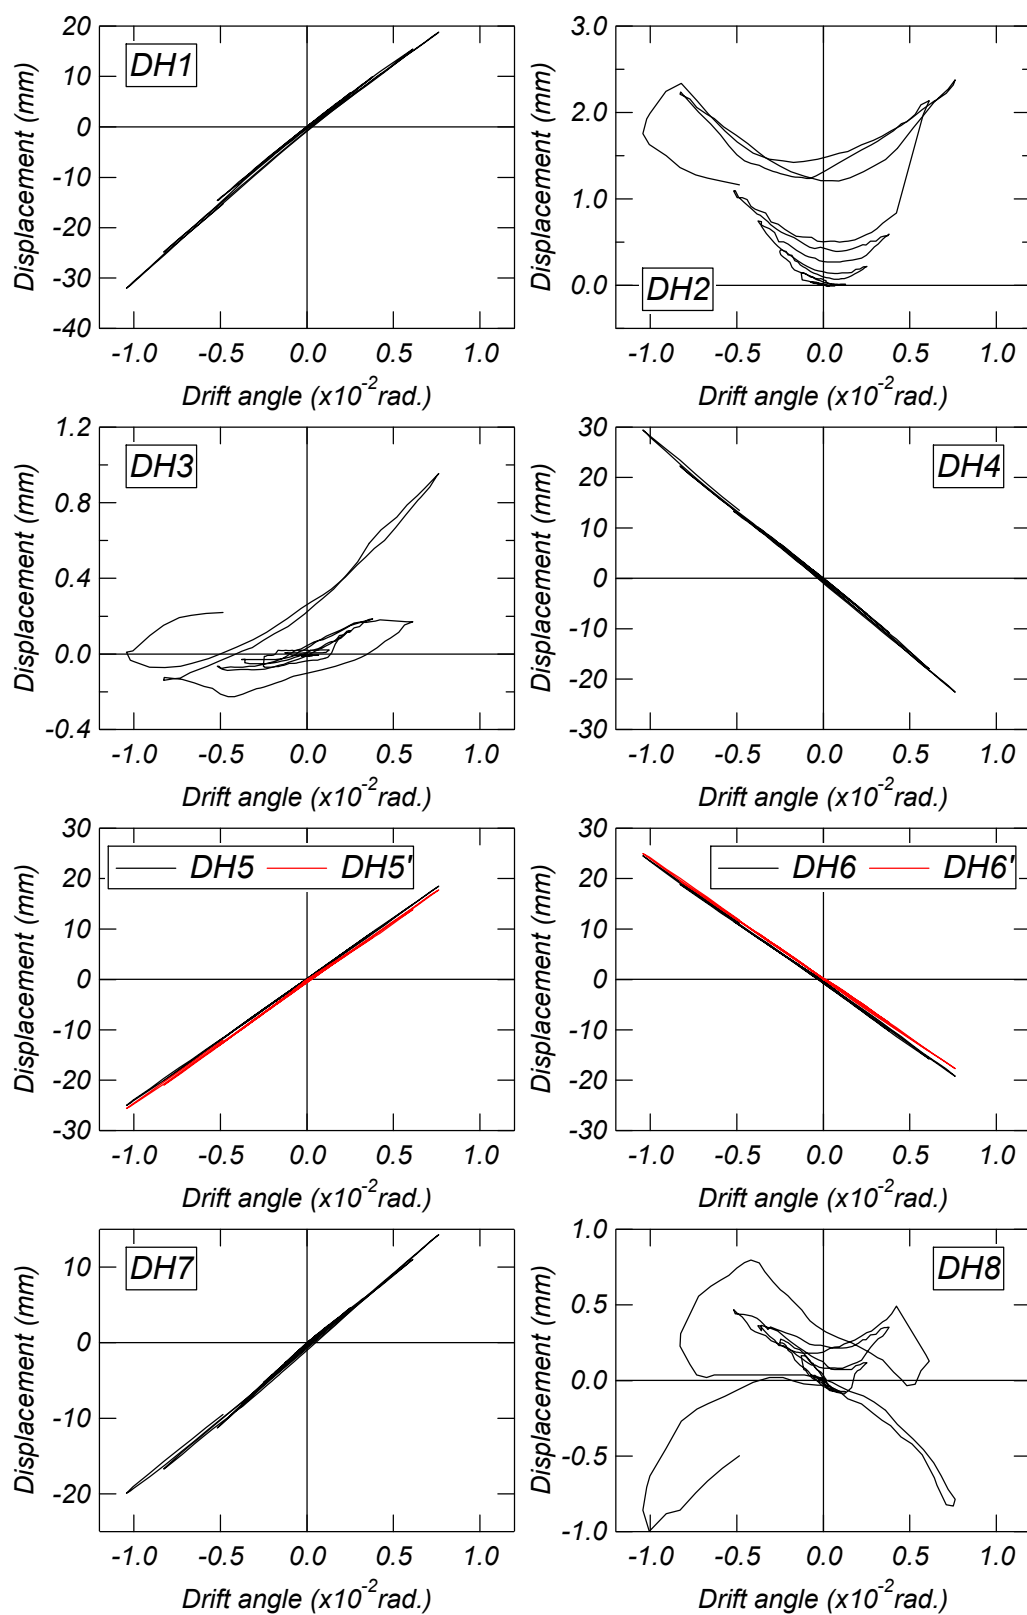 20
10
0
-10
-20
-30
-40
Displacement (mm)
DH1
-1.0 -0.5 0.0 0.5 1.0
Drift angle (x10-2rad.)
3.0
2.0
1.0
0.0
Displacement (mm)
DH2
-1.0 -0.5 0.0 0.5 1.0
Drift angle (x10-2rad.)
1.2
0.8
0.4
0.0
-0.4
Displacement (mm)
DH3
-1.0 -0.5 0.0 0.5 1.0
Drift angle (x10-2rad.)
30
20
10
0
-10
-20
-30
Displacement (mm)
DH4
-1.0 -0.5 0.0 0.5 1.0
Drift angle (x10-2rad.)
30
20
10
0
-10
-20
-30
Displacement (mm)
DH5 DH5'
-1.0 -0.5 0.0 0.5 1.0
Drift angle (x10-2rad.)
30
20
10
0
-10
-20
-30
Displacement (mm)
DH6 DH6'
-1.0 -0.5 0.0 0.5 1.0
Drift angle (x10-2rad.)
10
0
-10
-20
Displacement (mm)
DH7
-1.0 -0.5 0.0 0.5 1.0
Drift angle (x10-2rad.)
1.0
0.5
0.0
-0.5
-1.0
Displacement (mm)
DH8
-1.0 -0.5 0.0 0.5 1.0
Drift angle (x10-2rad.)